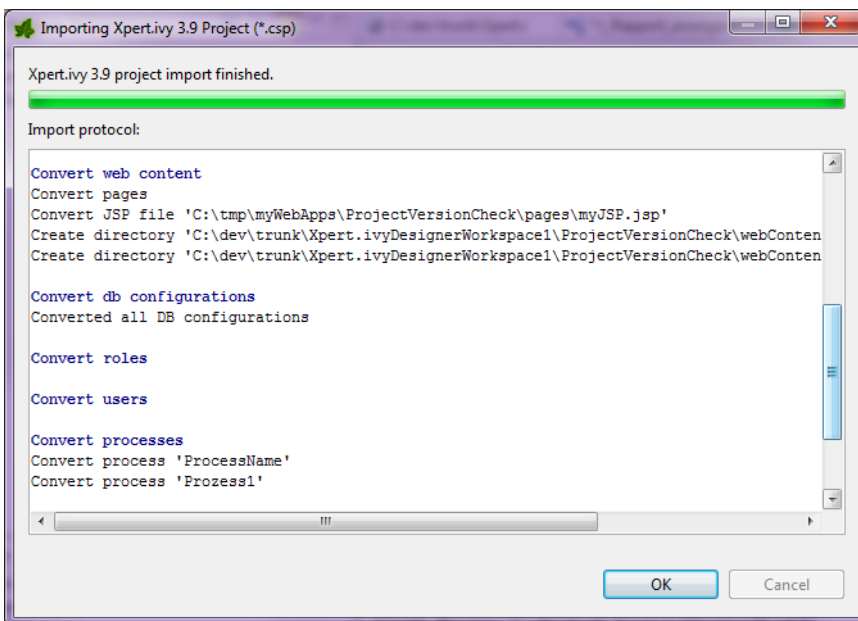 Importing Xpert.ivy 3.9 Project (*.csp)
Xpert.ivy 3.9 project import finished.
Import protocol:
Convert web content
Convert pages
Convert JSP file 'C:\tmp\myWebApps\ProjectVersionCheck\pages\myJSP.jsp'
Create directory 'C:\dev\trunk\Xpert.ivyDesignerWorkspace1\ProjectVersionCheck\webConten
Create directory 'C:\dev\trunk\Xpert.ivyDesignerWorkspace1\ProjectVersionCheck\webConten
Convert db configurations
Converted all DB configurations
Convert roles
Convert users
Convert processes
Convert process 'ProcessName'
Convert process 'Prozess1'
OK Cancel